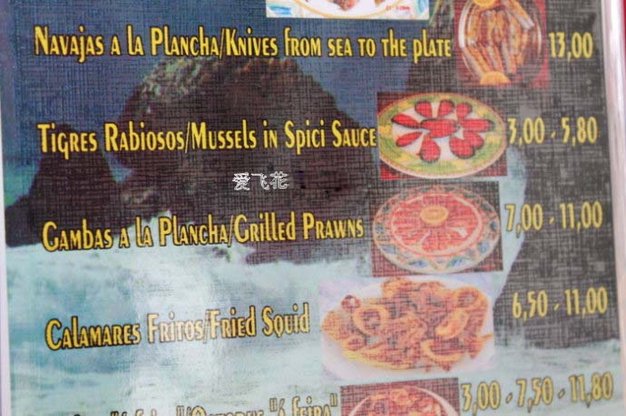 Navajas a la Plancha/Knives from sea to the plate 13,00
Tigres Rabiosos/Mussels in Spici Sauce 3,00 - 5,80
爱飞花
Gambas a la Plancha/Grilled Prawns 7,00 - 11,00
Calamares Fritos/Fried Squid 6,50 - 11,00
"á feira" 3,00 - 7,50 - 11,80